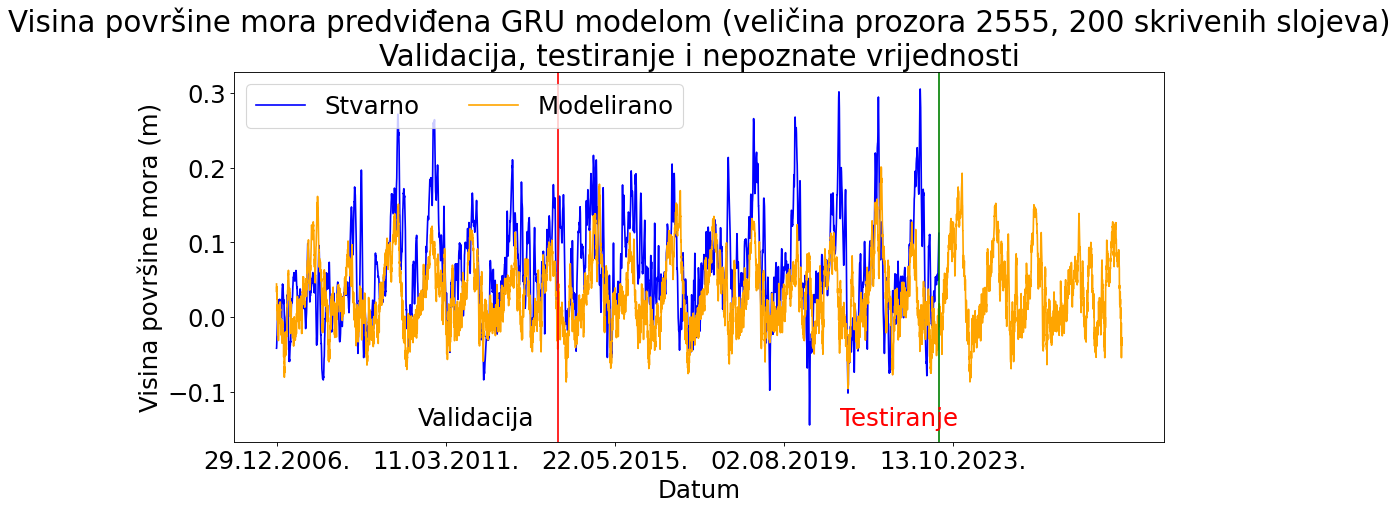 Visina površine mora predviđena GRU modelom (veličina prozora 2555, 200 skrivenih slojeva)
Validacija, testiranje i nepoznate vrijednosti
Stvarno Modelirano
Visina površine mora (m)
0.3
0.2
0.1
0.0
−0.1
Validacija Testiranje
29.12.2006. 11.03.2011. 22.05.2015. 02.08.2019. 13.10.2023.
Datum